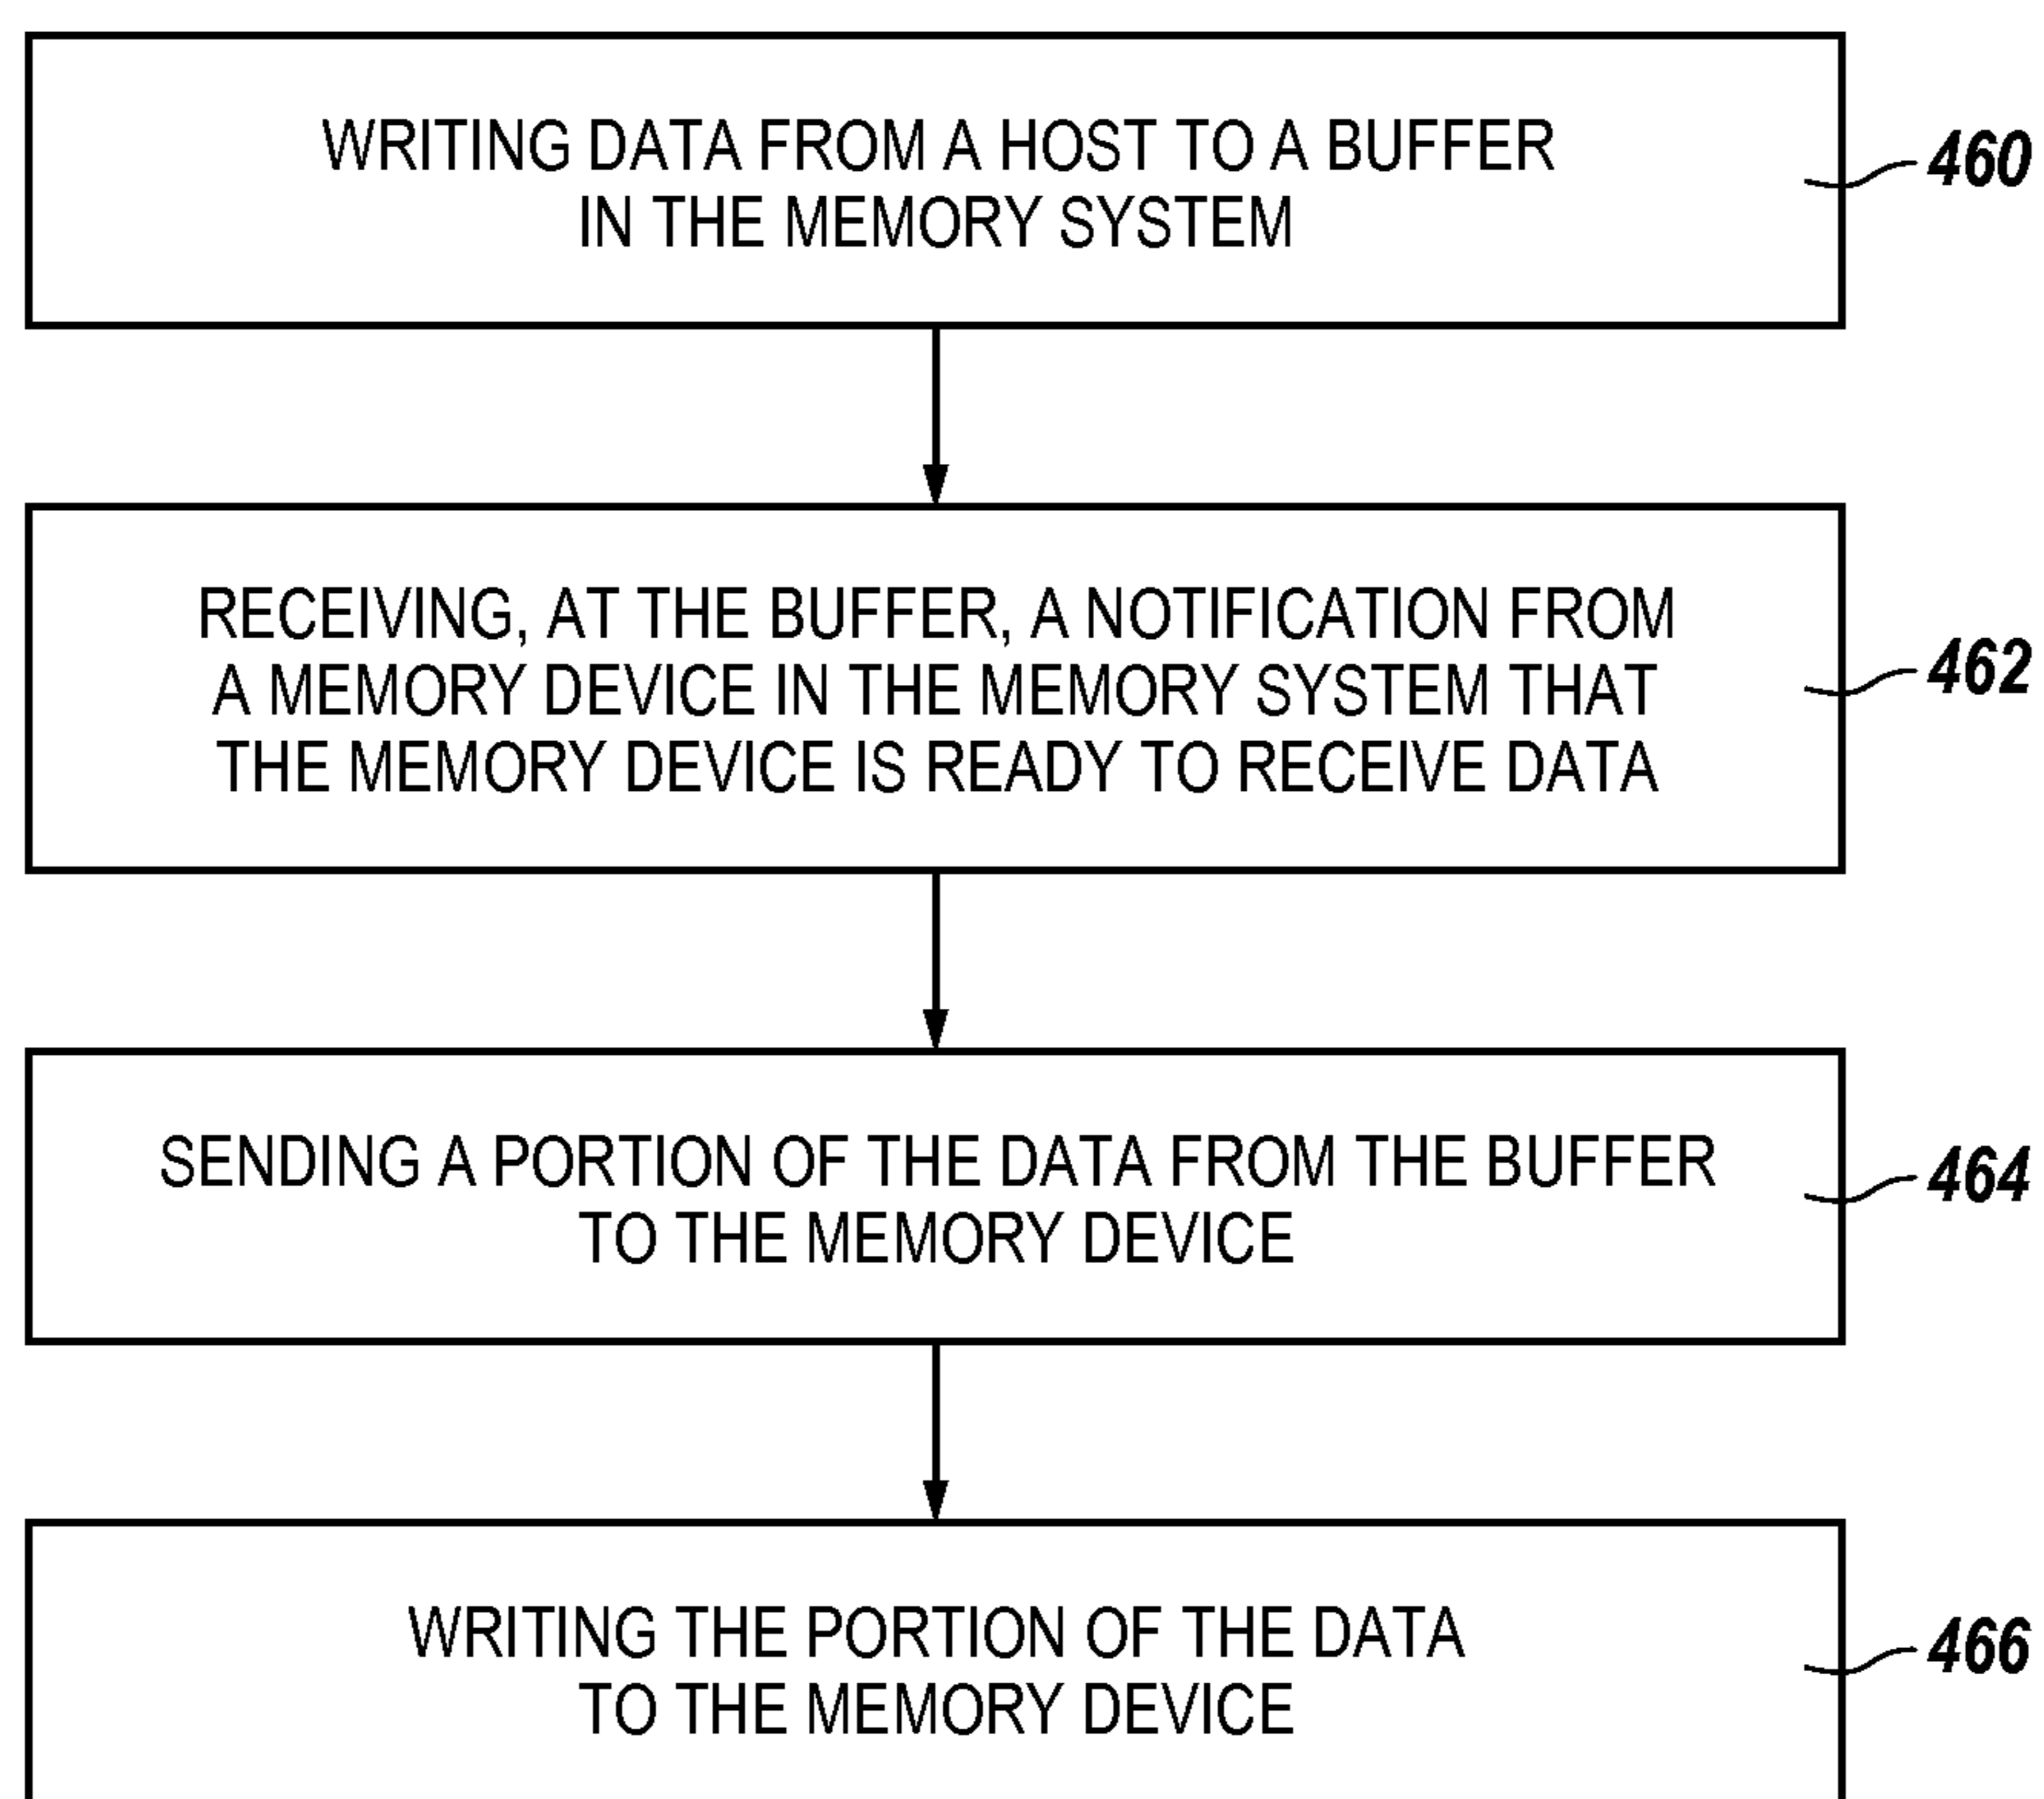 WRITING DATA FROM A HOST TO A BUFFER
IN THE MEMORY SYSTEM
460
RECEIVING, AT THE BUFFER, A NOTIFICATION FROM
A MEMORY DEVICE IN THE MEMORY SYSTEM THAT
THE MEMORY DEVICE IS READY TO RECEIVE DATA
462
SENDING A PORTION OF THE DATA FROM THE BUFFER
TO THE MEMORY DEVICE
464
WRITING THE PORTION OF THE DATA
TO THE MEMORY DEVICE
466